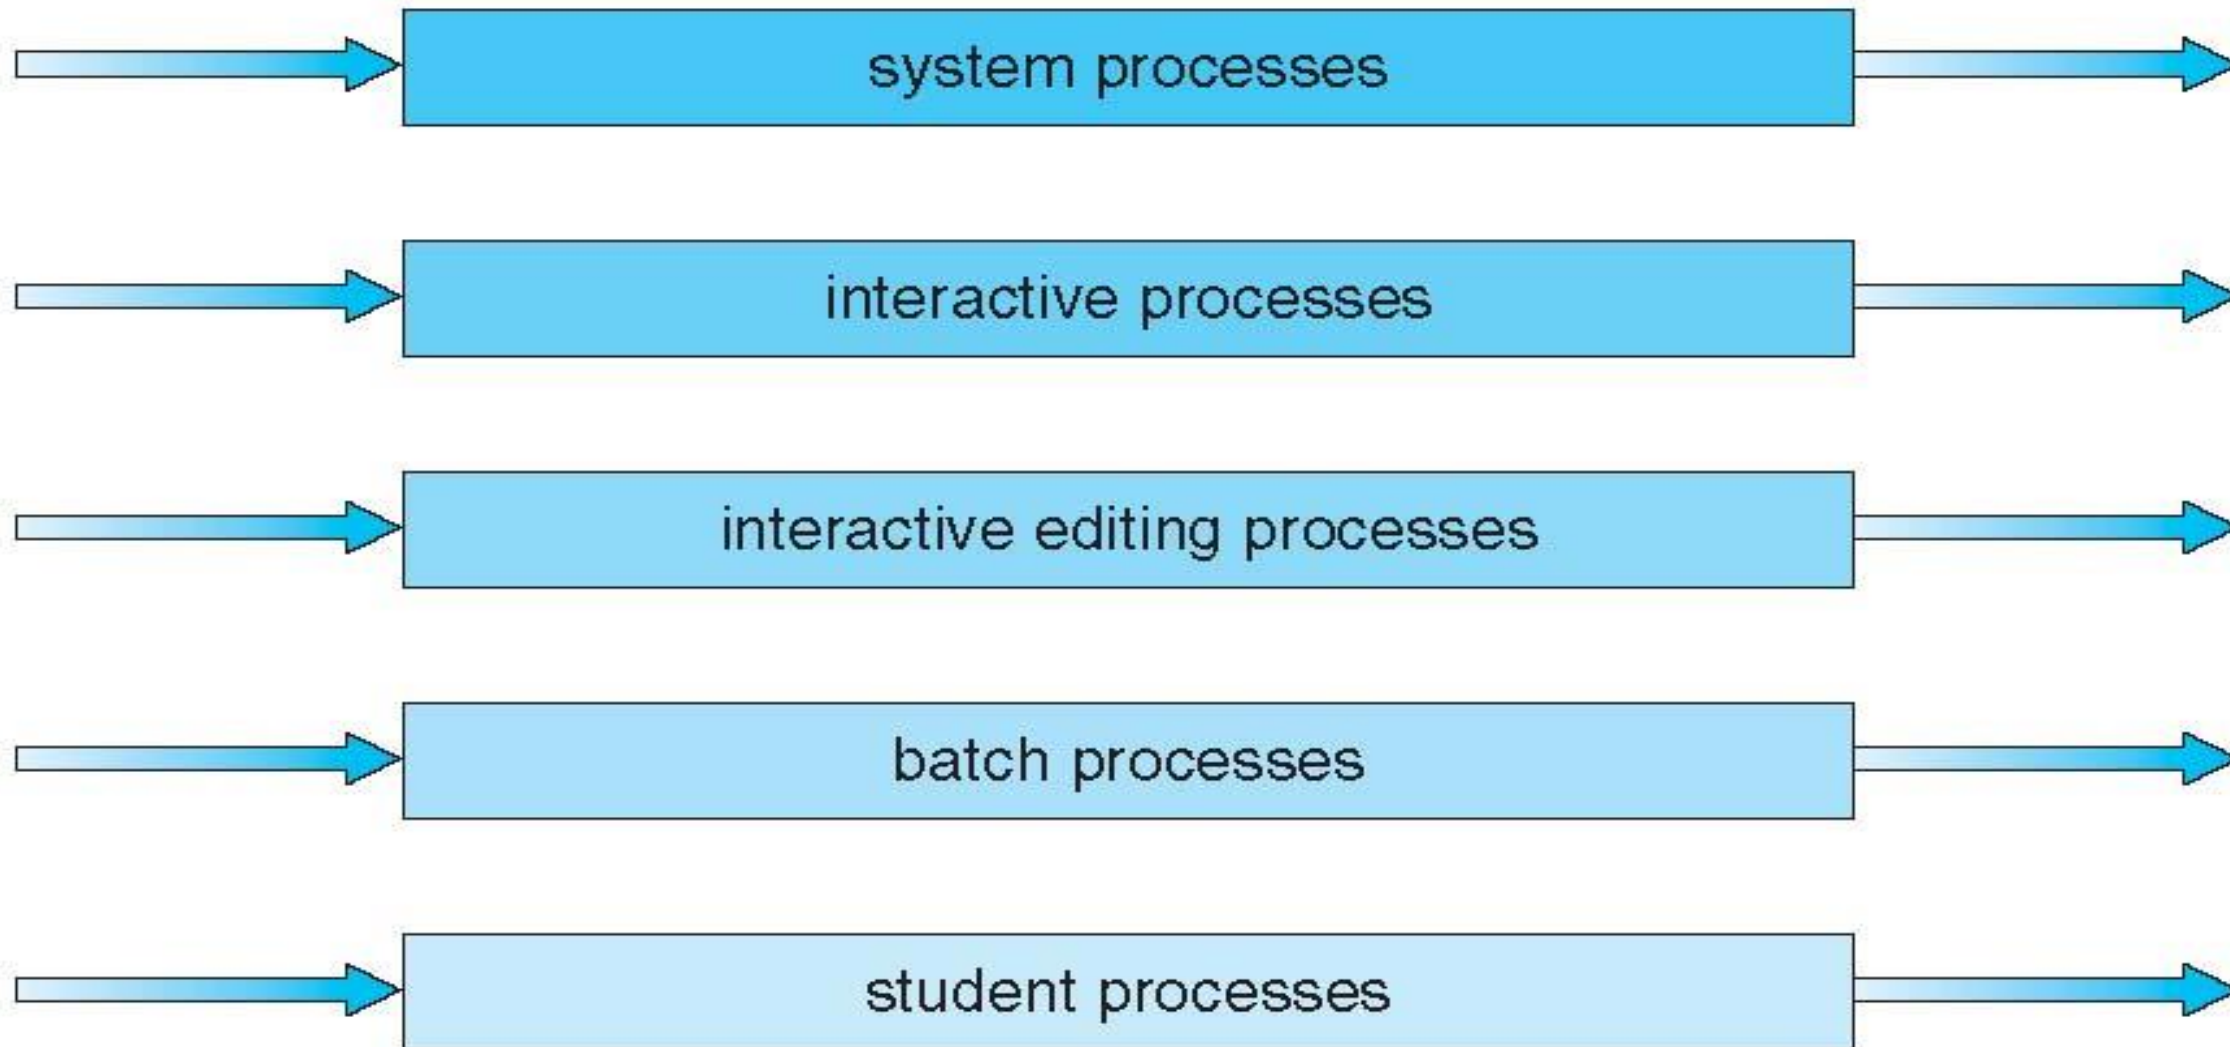 system processes
interactive processes
interactive editing processes
batch processes
student processes